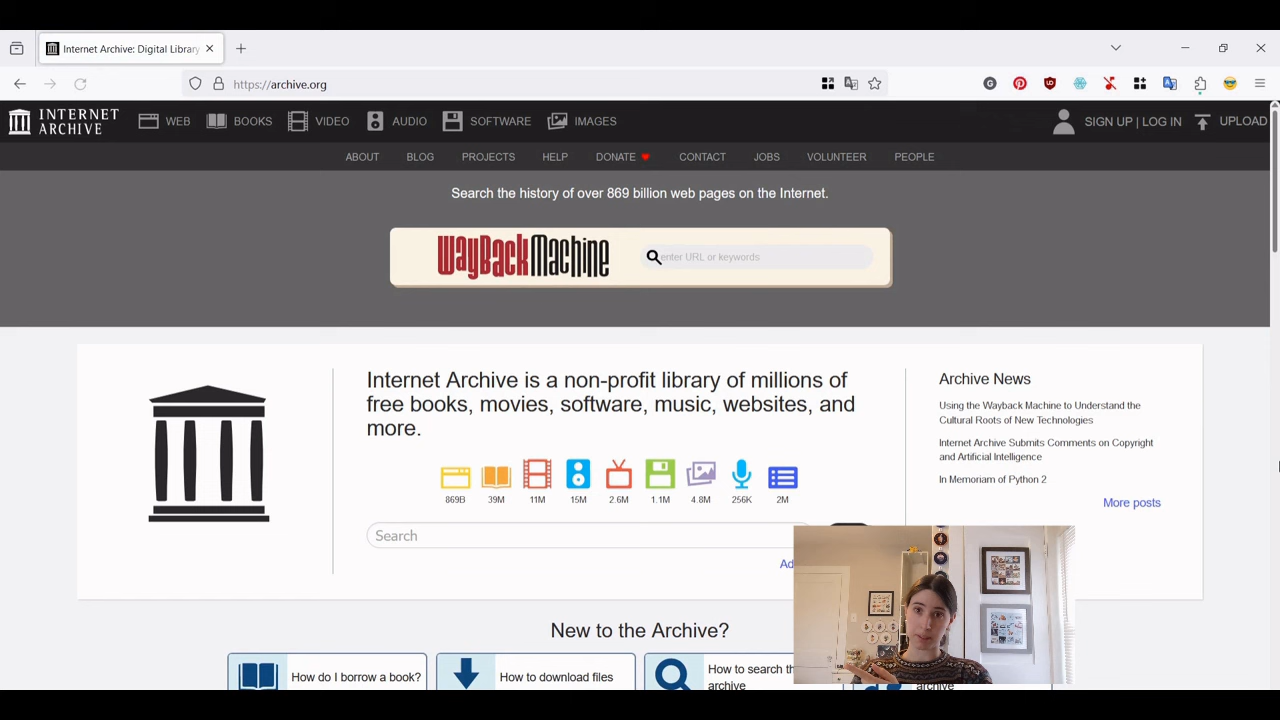 Internet Archive: Digital Library
https://archive.org
INTERNET
ARCHIVE
WEB
BOOKS
VIDEO
AUDIO
SOFTWARE
IMAGES
SIGN UP | LOG IN
UPLOAD
ABOUT
BLOG
PROJECTS
HELP
DONATE
CONTACT
JOBS
VOLUNTEER
PEOPLE
Search the history of over 869 billion web pages on the Internet.
WayBackMachine
enter URL or keywords
Internet Archive is a non-profit library of millions of
free books, movies, software, music, websites, and
more.
869B
39M
11M
15M
2.6M
1.1M
4.8M
256K
2M
Search
Ad
Archive News
Using the Wayback Machine to Understand the
Cultural Roots of New Technologies
Internet Archive Submits Comments on Copyright
and Artificial Intelligence
In Memoriam of Python 2
More posts
New to the Archive?
How do I borrow a book?
How to download files
How to search th
archive
archive